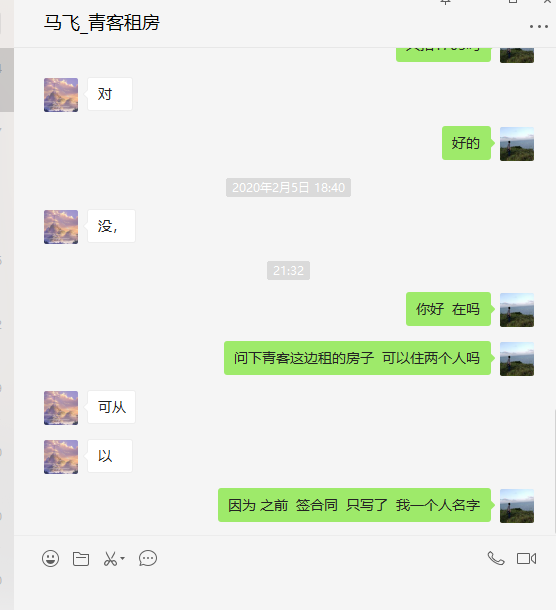 马飞_青客租房
对
好的
2020年2月5日 18:40
没，
21:32
你好 在吗
问下青客这边租的房子 可以住两个人吗
可从
以
因为 之前 签合同 只写了 我一个人名字